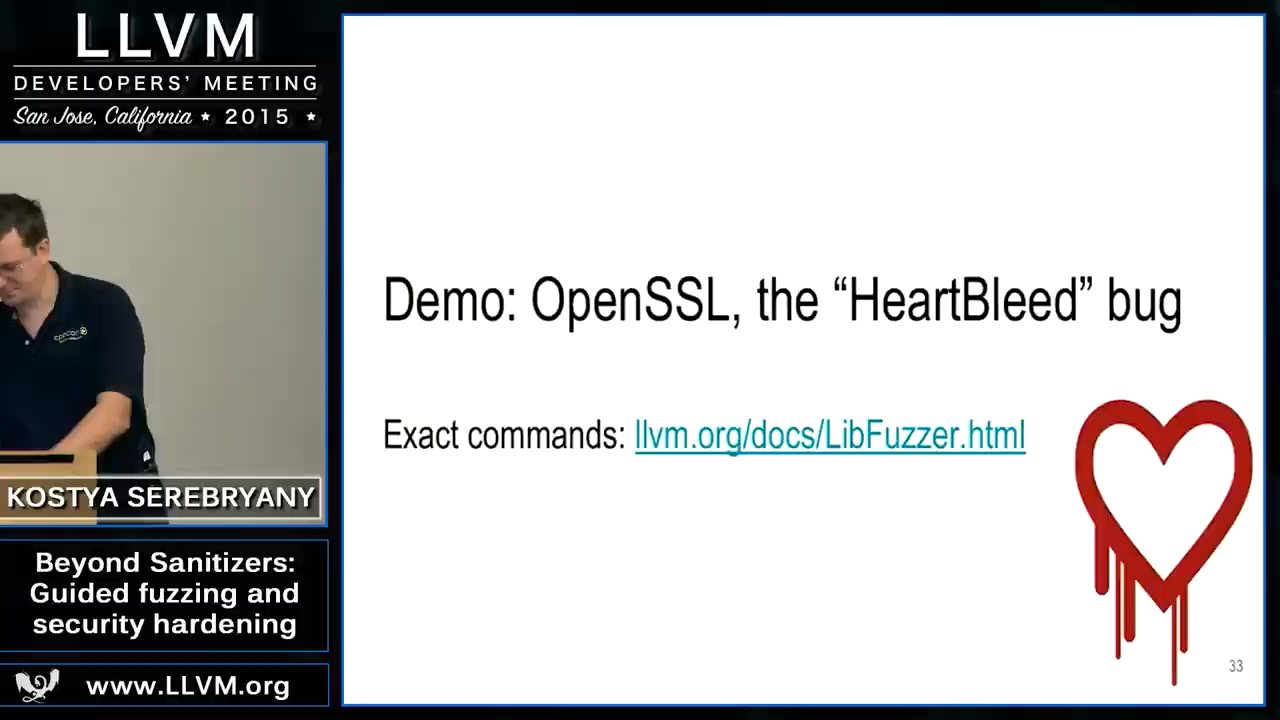 LLVM
DEVELOPERS' MEETING
San Jose, California ★ 2015 ★
KOSTYA SEREBRYANY
Beyond Sanitizers:
Guided fuzzing and
security hardening
www.LLVM.org
Demo: OpenSSL, the “HeartBleed” bug
Exact commands: llvm.org/docs/LibFuzzer.html
33